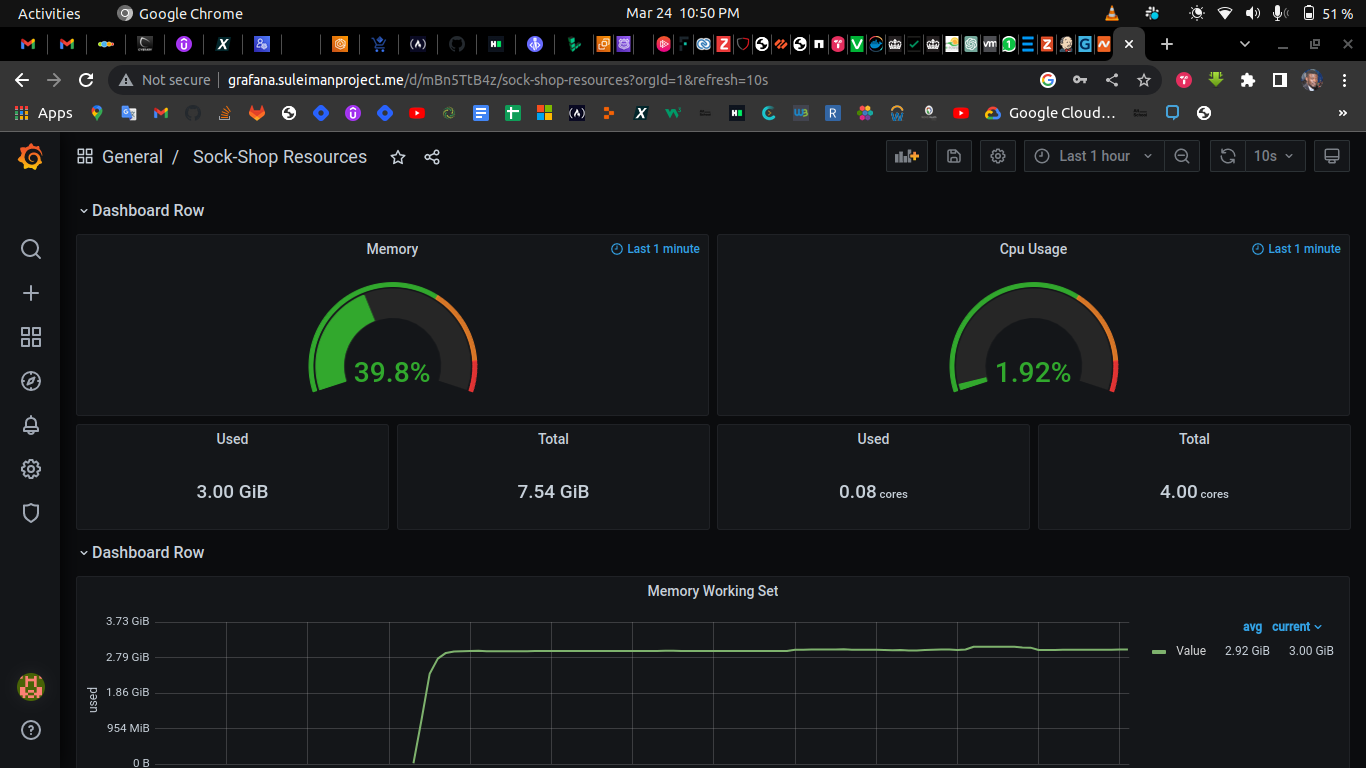 Activities Google Chrome Mar 24 10:50 PM 51 %
Not secure grafana.suleimanproject.me/d/mBn5TtB4z/sock-shop-resources?orgId=1&refresh=10s
Apps Google Cloud... »
General / Sock-Shop Resources Last 1 hour 10s
Dashboard Row
Memory Last 1 minute
39.8%
Cpu Usage Last 1 minute
1.92%
Used
3.00 GiB
Total
7.54 GiB
Used
0.08 cores
Total
4.00 cores
Dashboard Row
Memory Working Set
3.73 GiB
2.79 GiB
1.86 GiB
954 MiB
0 B
used
avg current
Value 2.92 GiB 3.00 GiB